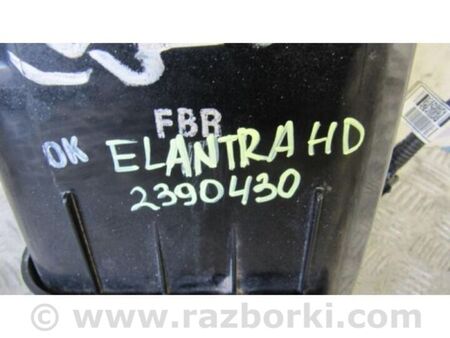 FBR
OK ELANTRA HD
2390430
© www.razborki.com